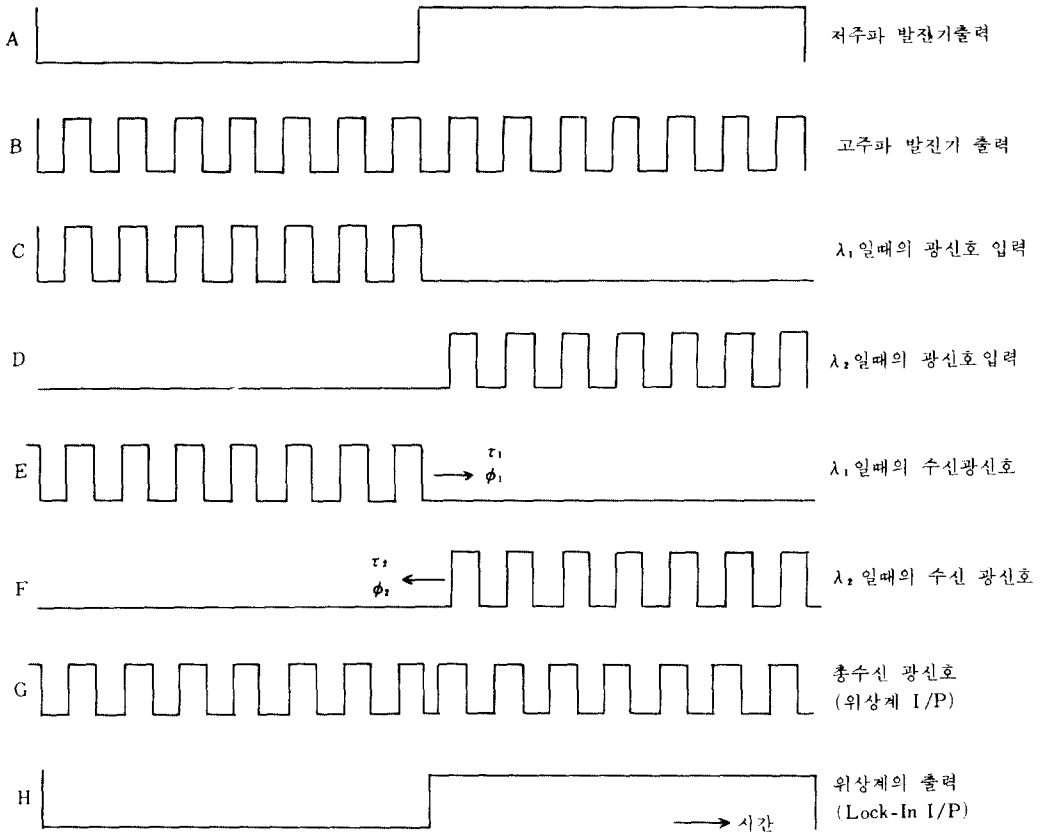 A 저주파 발진기출력
B 고주파 발진기 출력
C λ₁일때의 광신호 입력
D λ₂일때의 광신호입력
E τ₁ λ₁일때의 수신광신호
ϕ₁
F τ₂ λ₂일때의 수신 광신호
ϕ₂
G 총수신 광신호
(위상계 I/P)
H 위상계의 출력
(Lock-In I/P)
시간